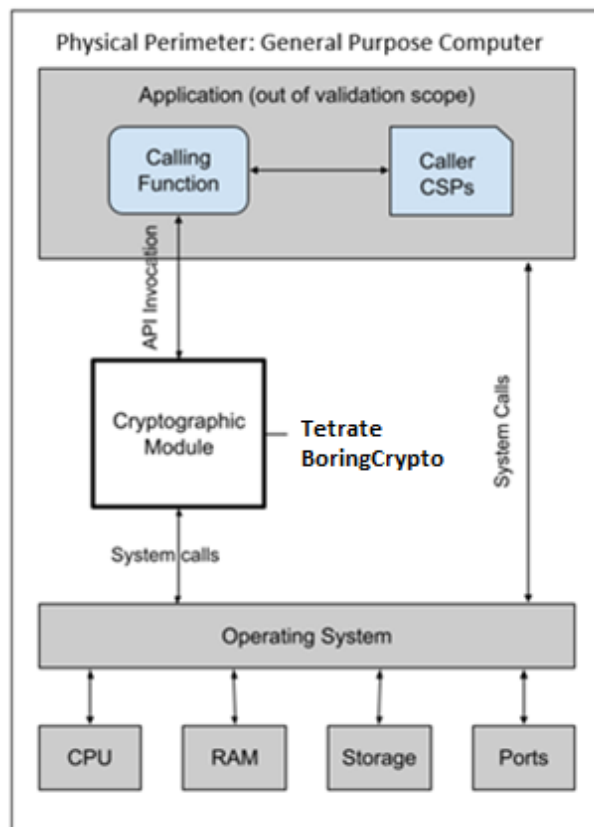 Physical Perimeter: General Purpose Computer
Application (out of validation scope)
Calling
Function
Caller
CSPs
API Invocation
Cryptographic
Module
Tetrate
BoringCrypto
System Calls
System calls
Operating System
CPU
RAM
Storage
Ports